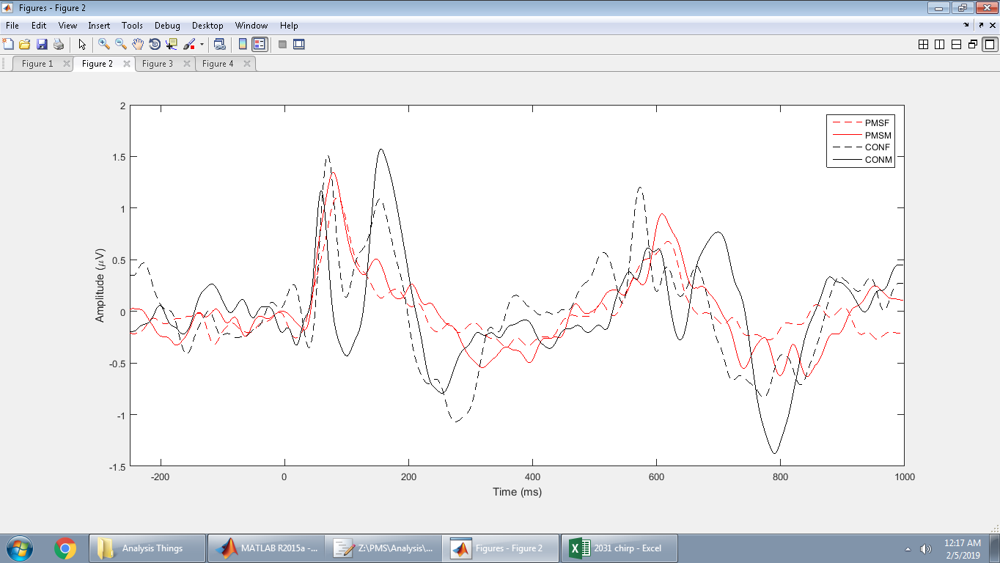 Figures - Figure 2
File Edit View Insert Tools Debug Desktop Window Help
Figure 1 Figure 2 Figure 3 Figure 4
2
1.5
1
0.5
0
-0.5
-1
-1.5
Amplitude (μV)
PMSF
PMSM
CONF
CONM
-200 0 200 400 600 800 1000
Time (ms)
Analysis Things MATLAB R2015a -... Z:\PMS\Analysis\... Figures - Figure 2 2031 chirp - Excel
12:17 AM
2/5/2019